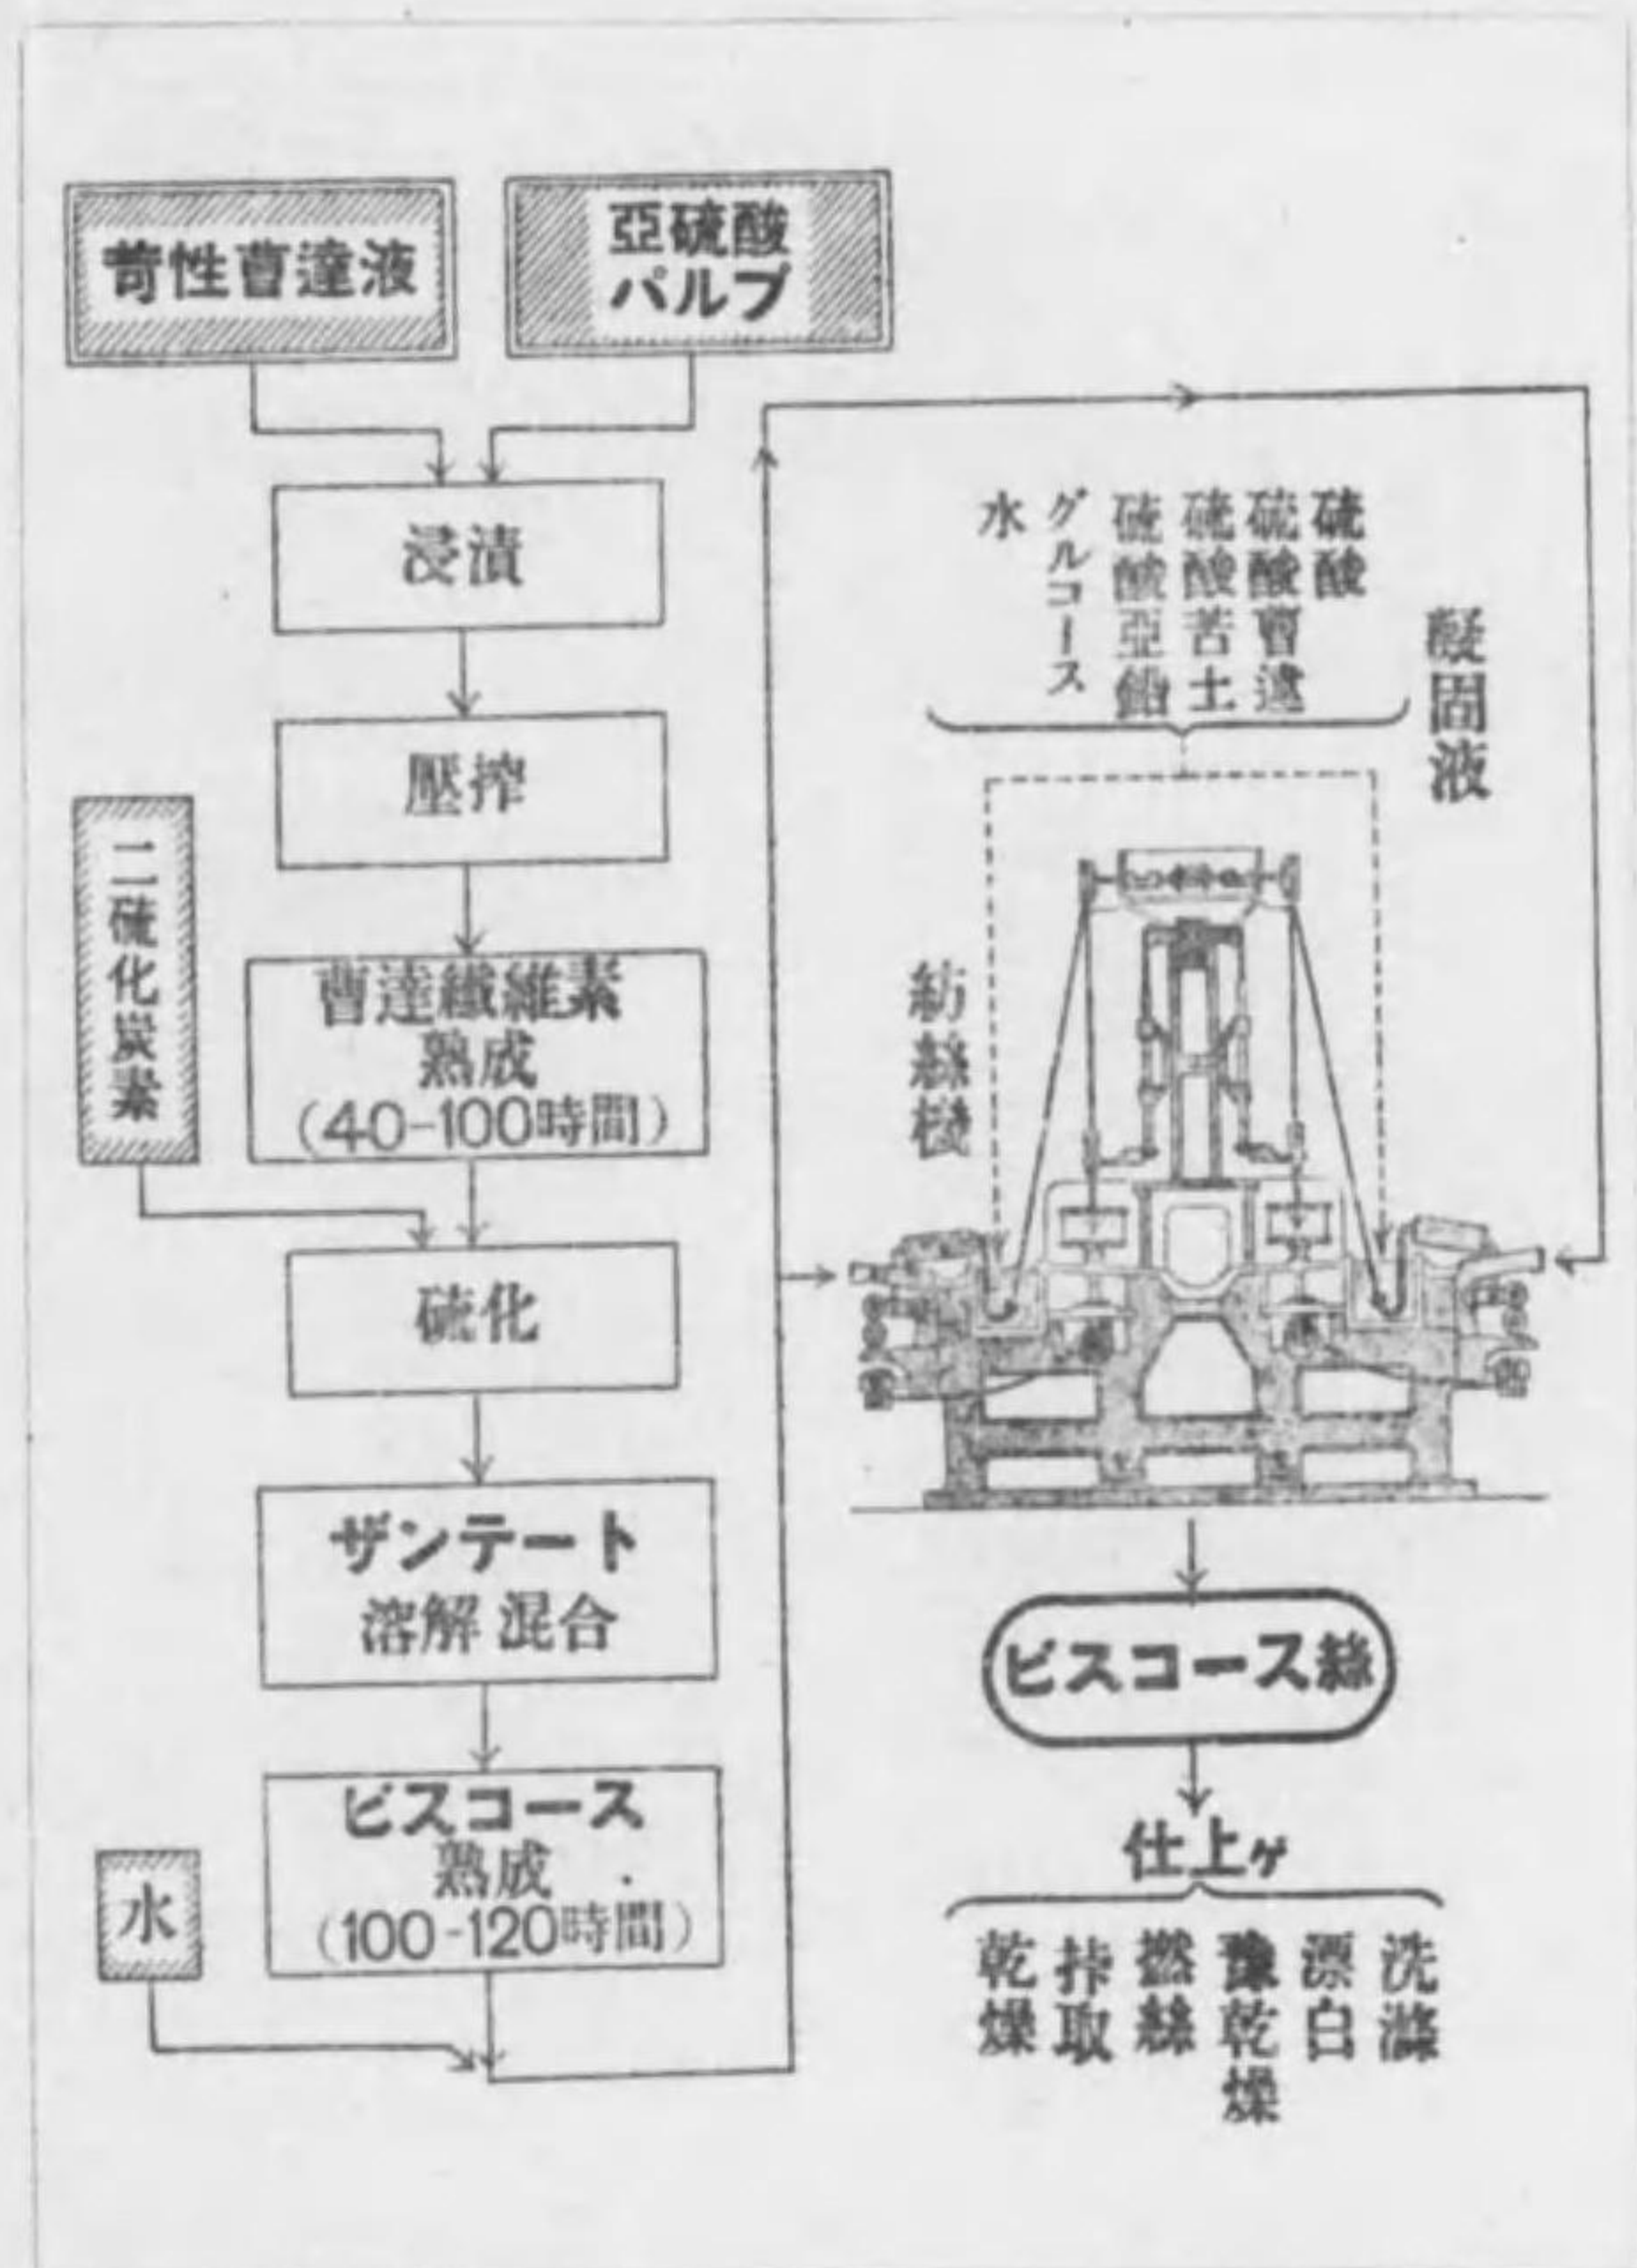 苛性曹達液
亞硫酸
パルプ
浸漬
壓搾
二硫化炭素
曹達纖維素
熟成
(40-100時間)
硫化
ザンテート
溶解 混合
ビスコース
熟成
(100-120時間)
水
凝固液
硫酸
硫酸曹達
硫酸苦土
硫酸亞鉛
グルコース
水
紡絲機
ビスコース絲
仕上ゲ
洗滌
漂白
豫乾燥
撚絲
拝取
乾燥